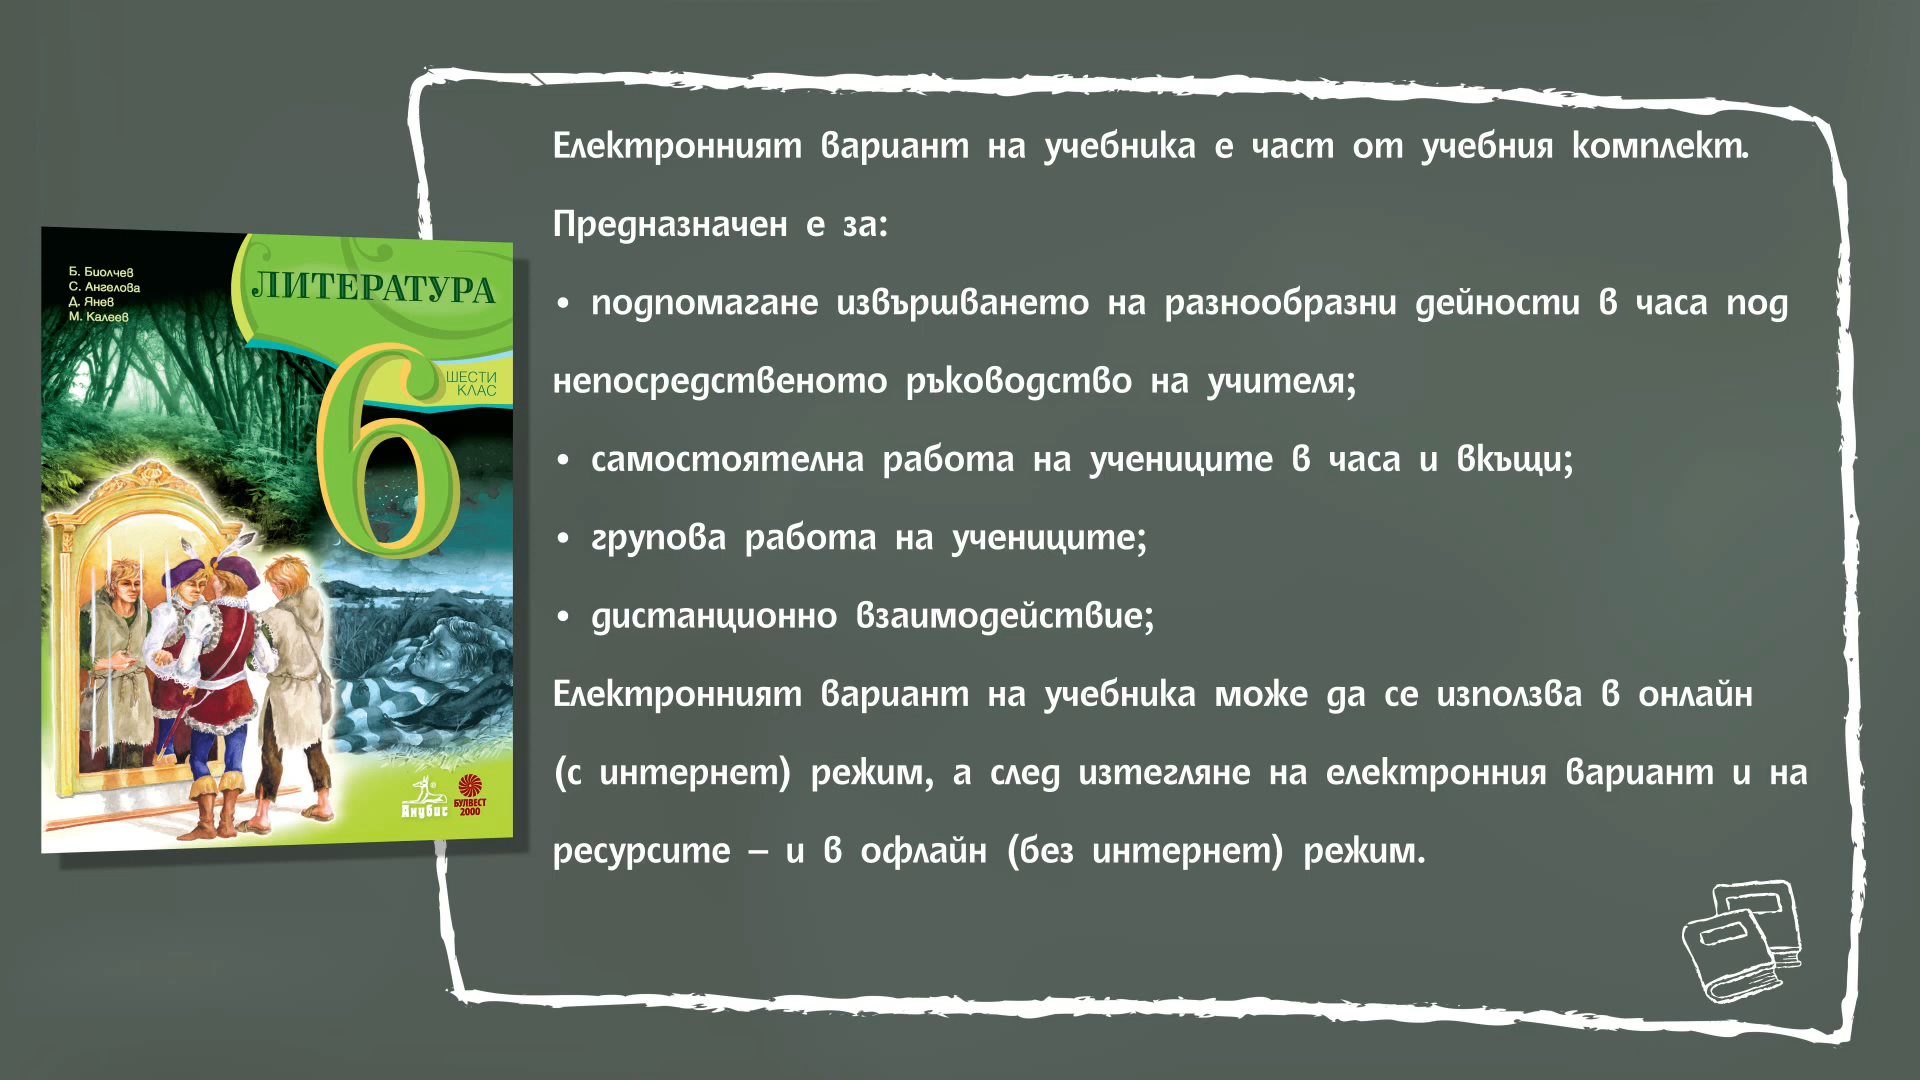 Б. Биолчев
С. Ангелова
Д. Янев
М. Калеев
ЛИТЕРАТУРА
6
ШЕСТИ
КЛАС
Анубис
БУЛВЕСТ
2000
Електронният вариант на учебника е част от учебния комплект.
Предназначен е за:
• подпомагане извършването на разнообразни дейности в часа под
непосредственото ръководство на учителя;
• самостоятелна работа на учениците в часа и вкъщи;
• групова работа на учениците;
• дистанционно взаимодействие;
Електронният вариант на учебника може да се използва в онлайн
(с интернет) режим, а след изтегляне на електронния вариант и на
ресурсите – и в офлайн (без интернет) режим.